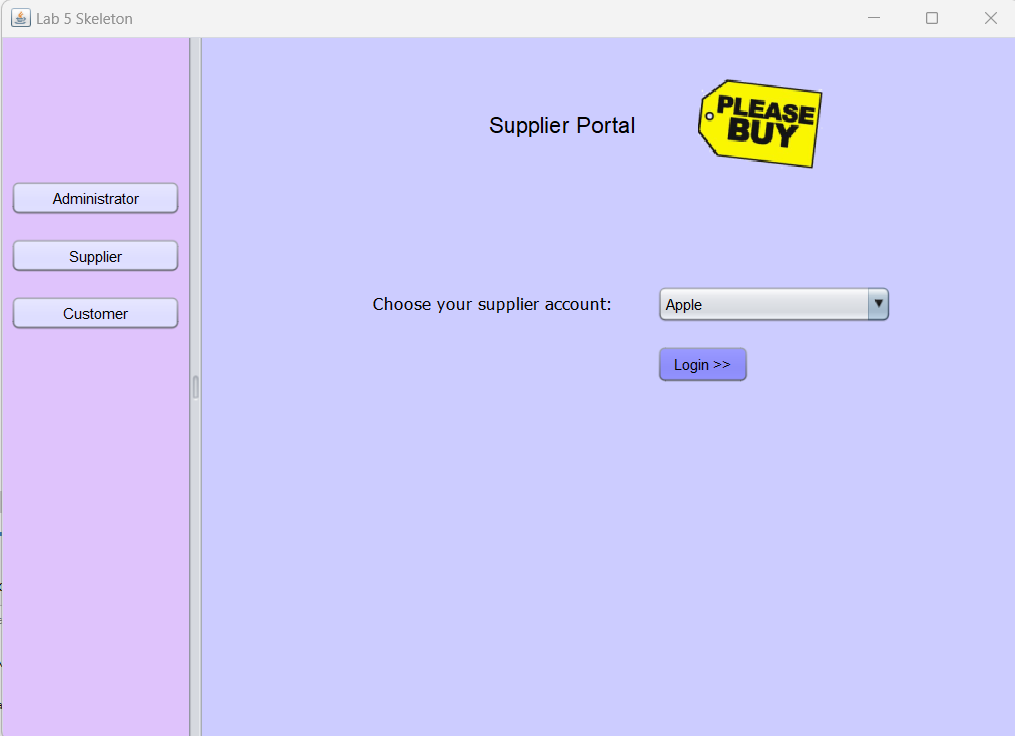 Lab 5 Skeleton
Administrator
Supplier
Customer
Supplier Portal
PLEASE
BUY
Choose your supplier account:
Apple
Login >>